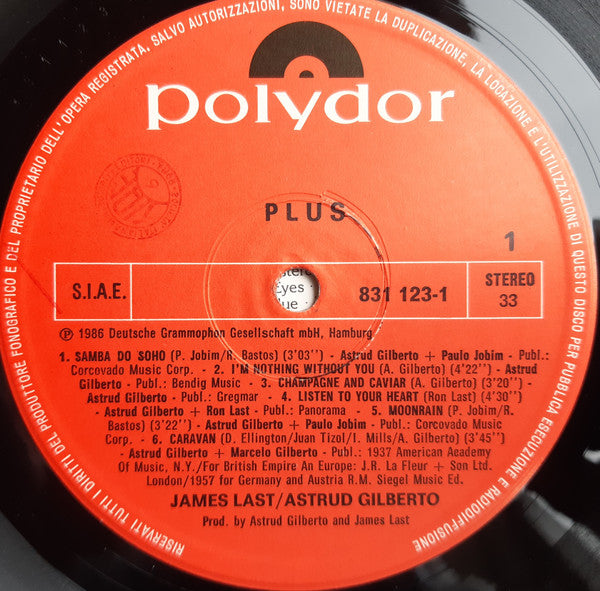 RISERVATI TUTTI I DIRITTI DEL PRODUTTORE FONOGRAFICO E DEL PROPRIETARIO DELL'OPERA REGISTRATA, SALVO AUTORIZZAZIONI, SONO VIETATE LA DUPLICAZIONE, LA LOCAZIONE E L'UTILIZZAZIONE DI QUESTO DISCO PER PUBBLICA ESECUZIONE E RADIODIFFUSIONE
polydor
PLUS
1
S.I.A.E.
Eyes
831 123-1
STEREO
33
Ⓟ 1986 Deutsche Grammophon Gesellschaft mbH, Hamburg
1. SAMBA DO SOHO (P. Jobim/R. Bastos) (3'03") - Astrud Gilberto + Paulo Jobim - Publ.:
Corcovado Music Corp. - 2. I'M NOTHING WITHOUT YOU (A. Gilberto) (4'22") - Astrud
Gilberto - Publ.: Bendig Music - 3. CHAMPAGNE AND CAVIAR (A. Gilberto) (3'20") -
- Astrud Gilberto - Publ.: Gregmar - 4. LISTEN TO YOUR HEART (Ron Last) (4'30") -
- Astrud Gilberto + Ron Last - Publ.: Panorama - 5. MOONRAIN (P. Jobim/R.
Bastos) (3'22") - Astrud Gilberto + Paulo Jobim - Publ.: Corcovado Music
Corp. - 6. CARAVAN (D. Ellington/Juan Tizol/I. Mills/A. Gilberto) (3'45") -
- Astrud Gilberto + Marcelo Gilberto - Publ.: 1937 American Academy
Of Music, N.Y./For British Empire An Europe: J.R. La Fleur + Son Ltd.
London/1957 for Germany and Austria R.M. Siegel Music Ed.
JAMES LAST/ASTRUD GILBERTO
Prod. by Astrud Gilberto and James Last